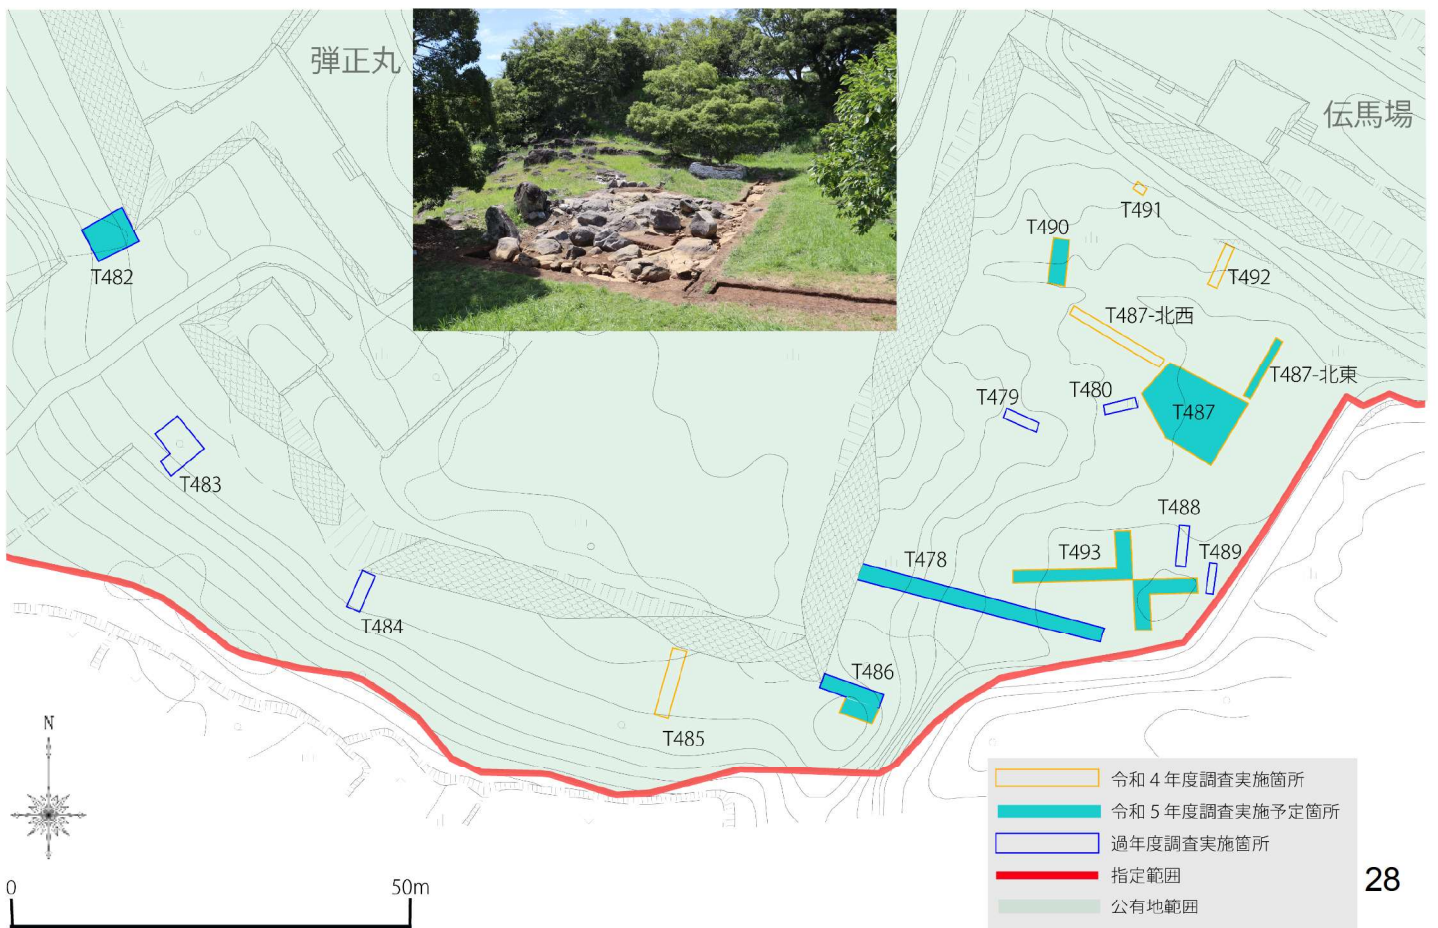 弾正丸
伝馬場
T482
T491
T490
T492
T487-北西
T487-北東
T479
T480
T487
T483
T488
T489
T478
T493
T484
T486
T485
N
0
50m
令和4年度調査実施箇所
令和5年度調査実施予定箇所
過年度調査実施箇所
指定範囲
公有地範囲
28